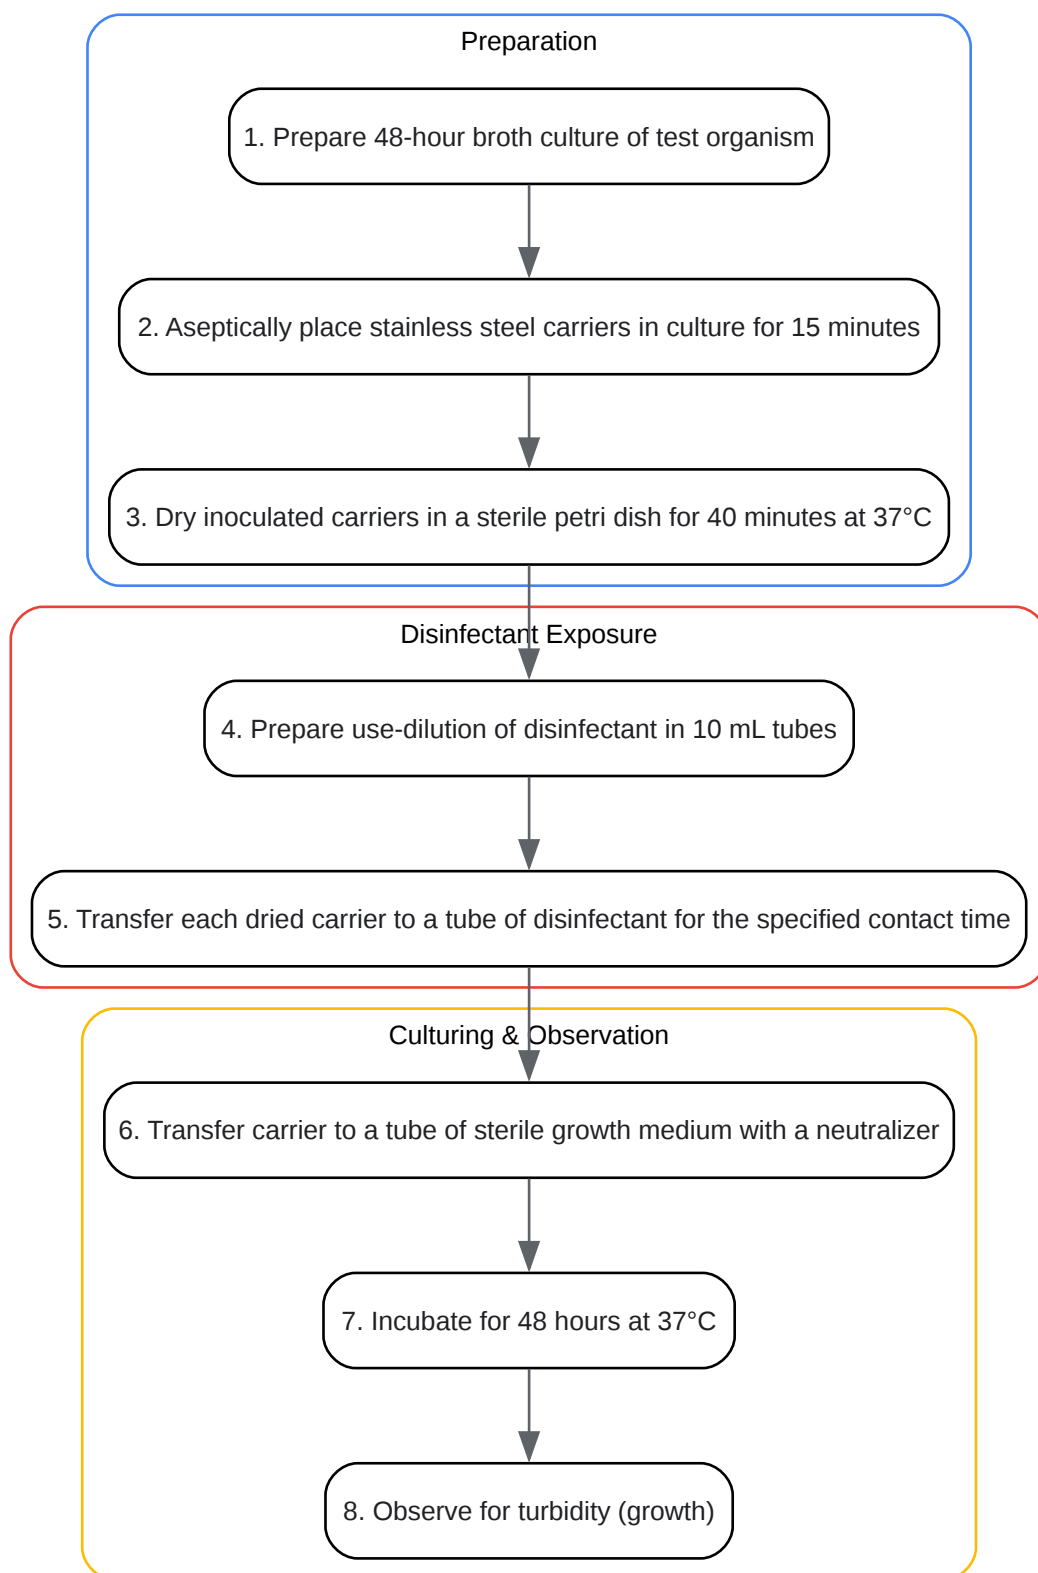 Preparation
1. Prepare 48-hour broth culture of test organism
2. Aseptically place stainless steel carriers in culture for 15 minutes
3. Dry inoculated carriers in a sterile petri dish for 40 minutes at 37°C
Disinfectant Exposure
4. Prepare use-dilution of disinfectant in 10 mL tubes
5. Transfer each dried carrier to a tube of disinfectant for the specified contact time
Culturing & Observation
6. Transfer carrier to a tube of sterile growth medium with a neutralizer
7. Incubate for 48 hours at 37°C
8. Observe for turbidity (growth)